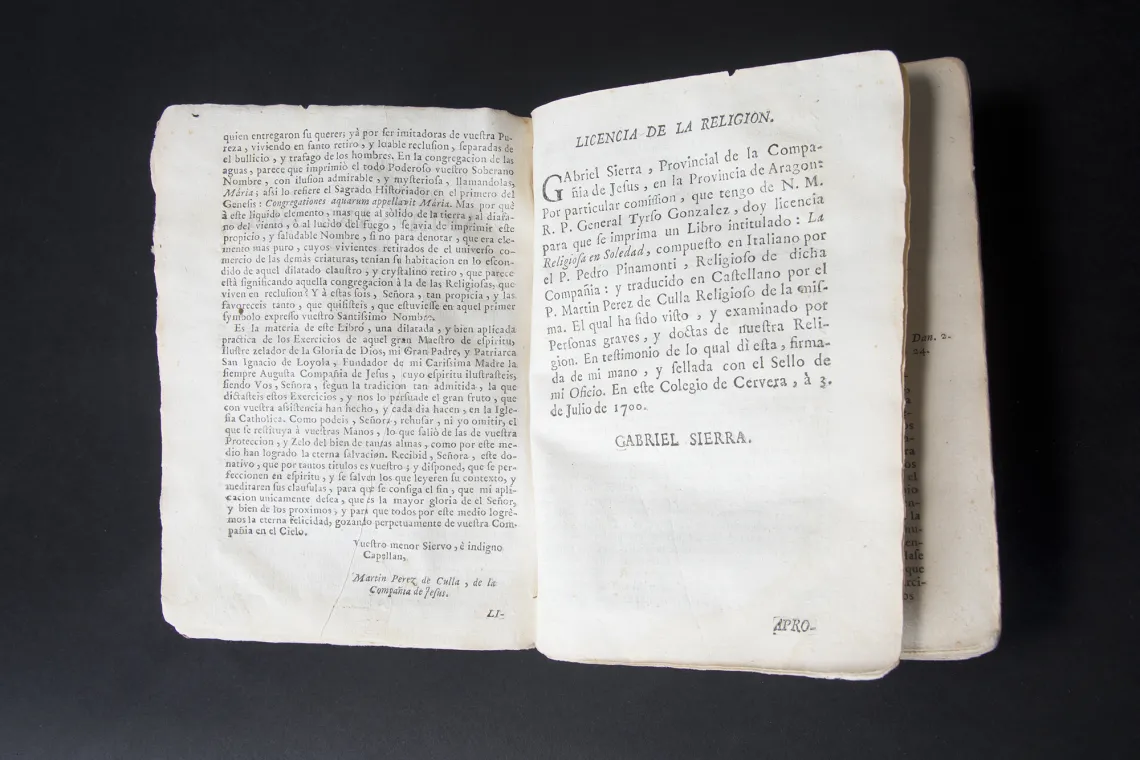 quien entregaron ſu querer; yà por ser imitadoras de vueſtra Pu-
reza, viviendo en ſanto retiro, y loable recluſion, ſeparadas de
el bullicio, y trafago de los hombres. En la congregacion de las
aguas, parece que imprimiò el todo Poderoso vueſtro Soberano
Nombre, con iluſion admirable, y myſterioſa, llamandolas,
Mária; aſsi lo refiere el Sagrado Hiſtoriador en el primero del
Geneſis: Congregationes aquarum appellavit Mária. Mas por què
à eſte liquido elemento, mas que al sòlido de la tierra, al diafa-
no del viento, ò al lucido del fuego, ſe avia de imprimir eſte
propicio, y ſaludable Nombre, ſi no para denotar, que era ele-
mento mas puro, cuyos vivientes retirados de el univerſo co-
mercio de las demás criaturas, tenian ſu habitacion en lo eſcon-
dido de aquel dilatado clauſtro, y cryſtalino retiro, que parece
eſtà ſignificando aquella congregacion à la de las Religioſas, que
viven en recluſion? Y à eſtas ſois, Señora, tan propicia, y las
favoreceis tanto, que quiſiſteis, que eſtuvieſſe en aquel primer
ſymbolo expreſſo vueſtro Santiſsimo Nombre.
Es la materia de eſte Libro, una dilatada, y bien aplicada
practica de los Exercicios de aquel gran Maeſtro de eſpiritu,
Iluſtre zelador de la Gloria de Dios, mi Gran Padre, y Patriarca
San Ignacio de Loyola, Fundador de mi Cariſsima Madre la
ſiempre Auguſta Compañia de Jeſus, cuyo eſpiritu iluſtraſteis,
ſiendo Vos, Señora, ſegun la tradicion tan admitida, la que
dictaſteis eſtos Exercicios, y nos lo perſuade el gran fruto, que
con vueſtra aſiſtencia han hecho, y cada dia hacen, en la Igle-
ſia Catholica. Como podeis, Señora, rehuſar, ni yo omitir, el
que ſe reſtituya à vueſtras Manos, lo que ſaliò de las de vueſtra
Proteccion, y Zelo del bien de tantas almas, como por eſte me-
dio han logrado la eterna ſalvacion. Recibid, Señora, eſte do-
nativo, que por tantos titulos es vueſtro; y diſponed, que ſe per-
feccionen en eſpiritu, y ſe ſalven los que leyeren ſu contexto, y
meditaren ſus clauſulas, para que ſe conſiga el fin, que mi apli-
cacion unicamente deſea, que es la mayor gloria de el Señor,
y bien de los proximos; y para que todos por eſte medio logrè-
mos la eterna felicidad, gozando perpetuamente de vueſtra Com-
pañia en el Cielo.
Vueſtro menor Siervo, è indigno
Capellan,
Martin Perez de Culla, de la
Compañia de Jeſus.
LI-
LICENCIA DE LA RELIGION.
GAbriel Sierra, Provincial de la Compa-
ñia de Jeſus, en la Provincia de Aragon:
Por particular comiſsion, que tengo de N. M.
R. P. General Tyrſo Gonzalez, doy licencia
para que ſe imprima un Libro intitulado: La
Religioſa en Soledad, compueſto en Italiano por
el P. Pedro Pinamonti, Religioſo de dicha
Compañia: y traducido en Caſtellano por el
P. Martin Perez de Culla Religioſo de la miſ-
ma. El qual ha ſido viſto, y examinado por
Perſonas graves, y doctas de nueſtra Reli-
gion. En teſtimonio de lo qual dì eſta, firma-
da de mi mano, y ſellada con el Sello de
mi Oficio. En eſte Colegio de Cervera, à 3.
de Julio de 1700.
GABRIEL SIERRA.
APRO-
Dan. 2.
24.